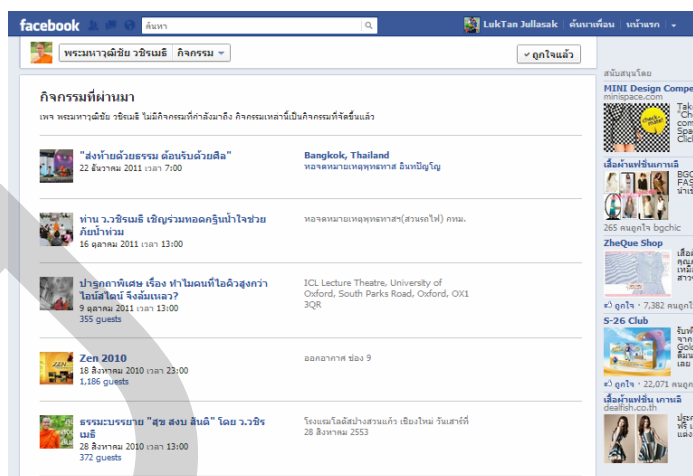 facebook
ค้นหา
LukTan Jullasak
ค้นหาเพื่อน
หน้าแรก
พระมหาวุฒิชัย วชิรเมธี
กิจกรรม
ถูกใจแล้ว
กิจกรรมที่ผ่านมา
เพจ พระมหาวุฒิชัย วชิรเมธี ไม่มีกิจกรรมที่กำลังมาถึง กิจกรรมเหล่านี้เป็นกิจกรรมที่จัดขึ้นแล้ว
"ส่งท้ายด้วยธรรม ต้อนรับด้วยศีล"
22 ธันวาคม 2011 เวลา 7:00
Bangkok, Thailand
หอจดหมายเหตุพุทธทาส อินทปัญโญ
ท่าน ว.วชิรเมธี เชิญร่วมทอดกฐินน้ำใจช่วย
ภัยน้ำท่วม
16 ตุลาคม 2011 เวลา 13:00
หอจดหมายเหตุพุทธทาสฯ(สวนรถไฟ) กทม.
ปาฐกถาพิเศษ เรื่อง ทำไมคนที่ไอคิวสูงกว่า
ไอน์สไตน์ จึงล้มเหลว?
9 ตุลาคม 2011 เวลา 13:00
355 guests
ICL Lecture Theatre, University of
Oxford, South Parks Road, Oxford, OX1
3QR
Zen 2010
18 สิงหาคม 2010 เวลา 23:00
1,186 guests
ออกอากาศ ช่อง 9
ธรรมะบรรยาย "สุข สงบ สันติ" โดย ว.วชิร
เมธี
28 สิงหาคม 2010 เวลา 13:00
372 guests
โรงแรมโลตัสปางสวนแก้ว เชียงใหม่ วันเสาร์ที่
28 สิงหาคม 2553
สนับสนุนโดย
MINI Design Compe
minispace.com
Tak
"Ch
com
Spa
Clic
เสื้อผ้าแฟชั่นเกาหลี
BGC
FAS
265 คนถูกใจ bgchic
ZheQue Shop
ถูกใจ · 7,382 คนถูกใ
S-26 Club
Gold
เลย
ถูกใจ · 22,071 คนถูก
เสื้อผ้าแฟชั่น เกาหลี
dealfish.co.th